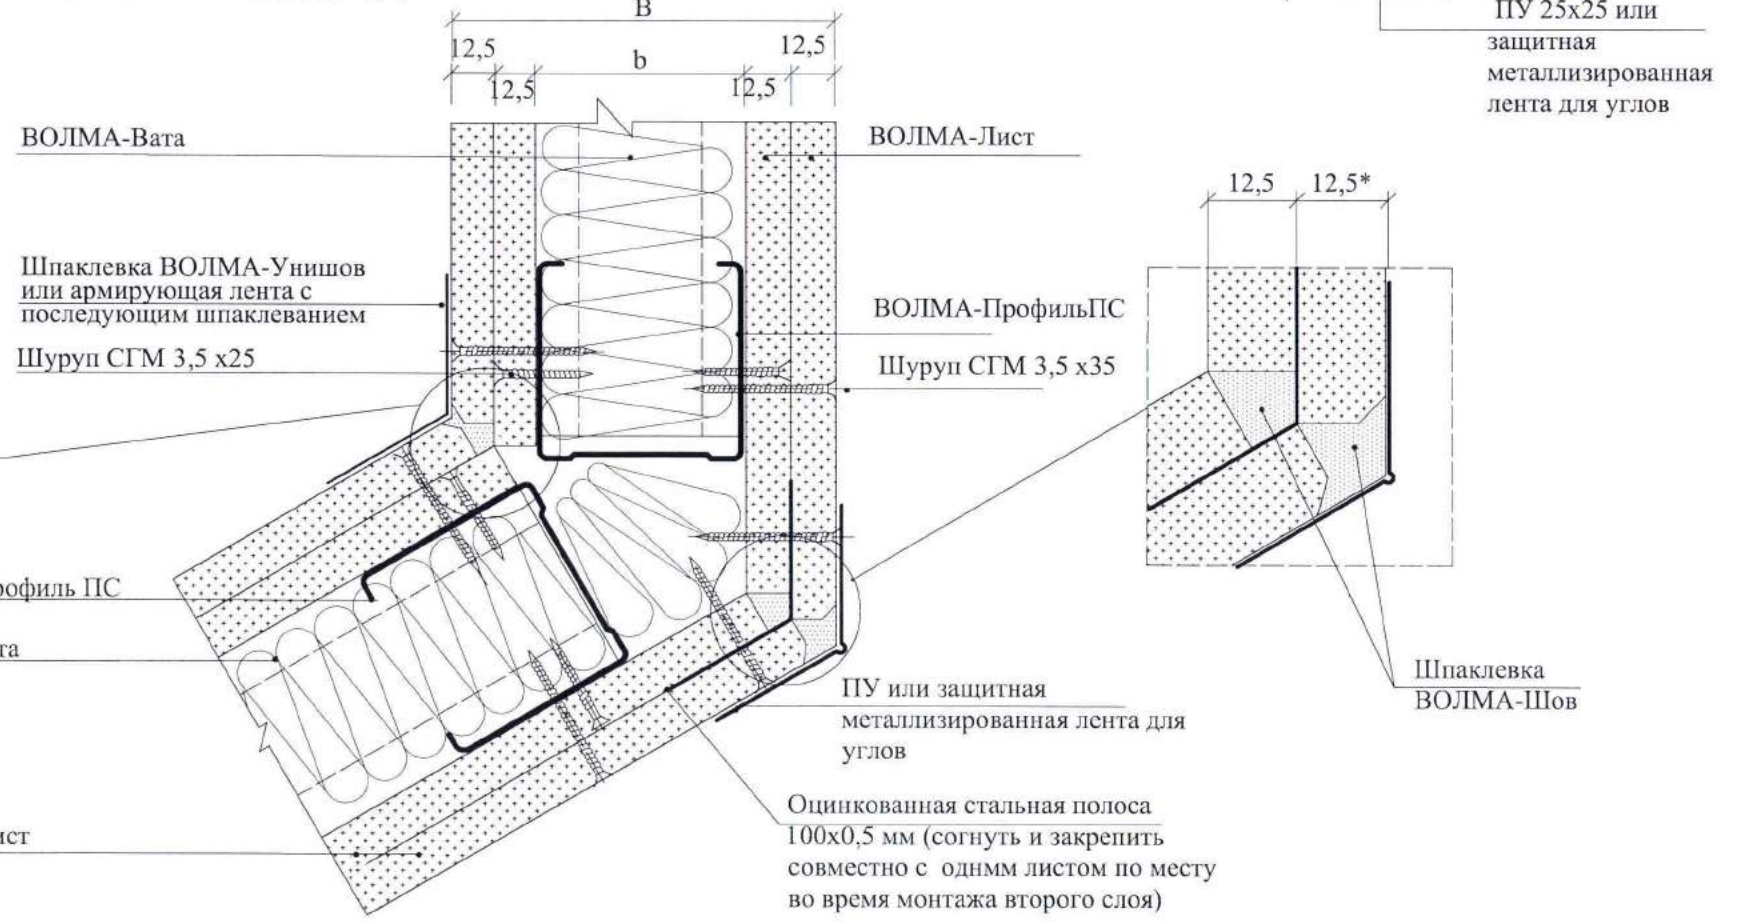 В
12,5
12,5
b
12,5
12,5
ПУ 25х25 или
защитная
металлизированная
лента для углов
ВОЛМА-Вата
ВОЛМА-Лист
12,5
12,5*
Шпаклевка ВОЛМА-Унишов
или армирующая лента с
последующим шпаклеванием
ВОЛМА-ПрофильПС
Шуруп СГМ 3,5 х25
Шуруп СГМ 3,5 х35
рофиль ПС
та
Шпаклевка
ВОЛМА-Шов
ПУ или защитная
металлизированная лента для
углов
Оцинкованная стальная полоса
100х0,5 мм (согнуть и закрепить
совместно с однмм листом по месту
во время монтажа второго слоя)
ист